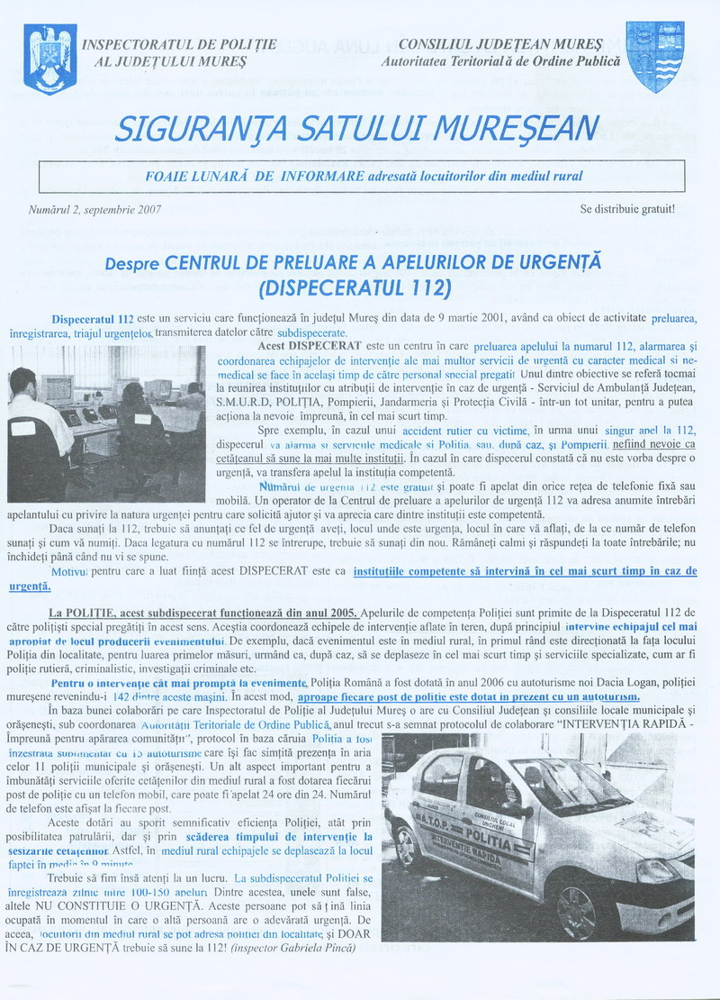 INSPECTORATUL DE POLIȚIE
AL JUDEȚULUI MUREȘ
CONSILIUL JUDEȚEAN MUREȘ
Autoritatea Teritorială de Ordine Publică
SIGURANŢA SATULUI MUREŞEAN
FOAIE LUNARĂ DE INFORMARE adresată locuitorilor din mediul rural
Numărul 2, septembrie 2007
Se distribuie gratuit!
Despre CENTRUL DE PRELUARE A APELURILOR DE URGENȚĂ
(DISPECERATUL 112)
Dispeceratul 112 este un serviciu care funcționează în județul Mureș din data de 9 martie 2001, având ca obiect de activitate preluarea,
înregistrarea, triajul urgențelor, transmiterea datelor către subdispecerate.
Acest DISPECERAT este un centru în care preluarea apelului la numarul 112, alarmarea și
coordonarea echipajelor de intervenție ale mai multor servicii de urgentă cu caracter medical si ne-
medical se face în același timp de către personal special pregatit Unul dintre obiective se referă tocmai
la reunirea instituțiilor cu atribuții de intervenție în caz de urgență - Serviciul de Ambulanță Județean,
S.M.U.R.D, POLIȚIA, Pompierii, Jandarmeria și Protecția Civilă - într-un tot unitar, pentru a putea
acționa la nevoie împreună, în cel mai scurt timp.
Spre exemplu, în cazul unui accident rutier cu victime, în urma unui singur apel la 112,
dispecerul va alarma si serviciile medicale si Politia, sau, după caz, și Pompierii, nefiind nevoie ca
cetățeanul să sune la mai multe instituții. În cazul în care dispecerul constată că nu este vorba despre o
urgență, va transfera apelul la instituția competentă.
Numărul de urgența 112 este gratuit și poate fi apelat din orice rețea de telefonie fixă sau
mobilă. Un operator de la Centrul de preluare a apelurilor de urgență 112 va adresa anumite întrebări
apelantului cu privire la natura urgenței pentru care solicită ajutor și va aprecia care dintre instituții este competentă.
Daca sunați la 112, trebuie să anunțați ce fel de urgență aveți, locul unde este urgența, locul în care vă aflați, de la ce număr de telefon
sunați și cum vă numiți. Daca legatura cu numărul 112 se întrerupe, trebuie să sunați din nou. Rămâneți calmi și răspundeți la toate întrebările; nu
închideți până când nu vi se spune.
Motivul pentru care a luat ființă acest DISPECERAT este ca instituțiile competente să intervină în cel mai scurt timp în caz de
urgență.
La POLIȚIE, acest subdispecerat funcționează din anul 2005. Apelurile de competența Poliției sunt primite de la Dispeceratul 112 de
către polițiști special pregătiți în acest sens. Aceștia coordonează echipele de intervenție aflate în teren, după principiul intervine echipajul cel mai
apropiat de locul producerii evenimentului. De exemplu, dacă evenimentul este în mediul rural, în primul rând este direcționată la fața locului
Poliția din localitate, pentru luarea primelor măsuri, urmând ca, după caz, să se deplaseze în cel mai scurt timp și serviciile specializate, cum ar fi
poliție rutieră, criminalistic, investigații criminale etc.
Pentru o intervenție cât mai promptă la evenimente, Poliția Română a fost dotată în anul 2006 cu autoturisme noi Dacia Logan, poliției
mureșene revenindu-i 142 dintre aceste mașini. În acest mod, aproape fiecare post de poliție este dotat in prezent cu un autoturism.
În baza bunei colaborări pe care Inspectoratul de Poliție al Județului Mureș o are cu Consiliul Județean și consiliile locale municipale și
orășenești, sub coordonarea Autorității Teritoriale de Ordine Publică, anul trecut s-a semnat protocolul de colaborare “INTERVENȚIA RAPIDĂ -
Împreună pentru apărarea comunității”, protocol în baza căruia Politia a fost
înzestrata suplimentar cu 15 autoturisme care își fac simțită prezența în aria
celor 11 poliții municipale și orășenești. Un alt aspect important pentru a
îmbunătăți serviciile oferite cetățenilor din mediul rural a fost dotarea fiecărui
post de poliție cu un telefon mobil, care poate fi apelat 24 ore din 24. Numărul
de telefon este afișat la fiecare post.
Aceste dotări au sporit semnificativ eficiența Poliției, atât prin
posibilitatea patrulării, dar și prin scăderea timpului de intervenție la
sesizarile cetațenilor. Astfel, în mediul rural echipajele se deplasează la locul
faptei în medie în 9 minute
Trebuie să fim însă atenți la un lucru. La subdispeceratul Politiei se
înregistrează zilnic între 100-150 apeluri Dintre acestea, unele sunt false,
altele NU CONSTITUIE O URGENȚĂ. Aceste persoane pot să țină linia
ocupată în momentul în care o altă persoană are o adevărată urgență. De
aceea, locuitorii din mediul rural se pot adresa politiei din localitate, și DOAR
ÎN CAZ DE URGENȚĂ trebuie să sune la 112! (inspector Gabriela Pîncă)
CONSILIUL LOCAL
UNGHENI
A.T.O.P.
POLITIA
INTERVENTIE RAPIDĂ